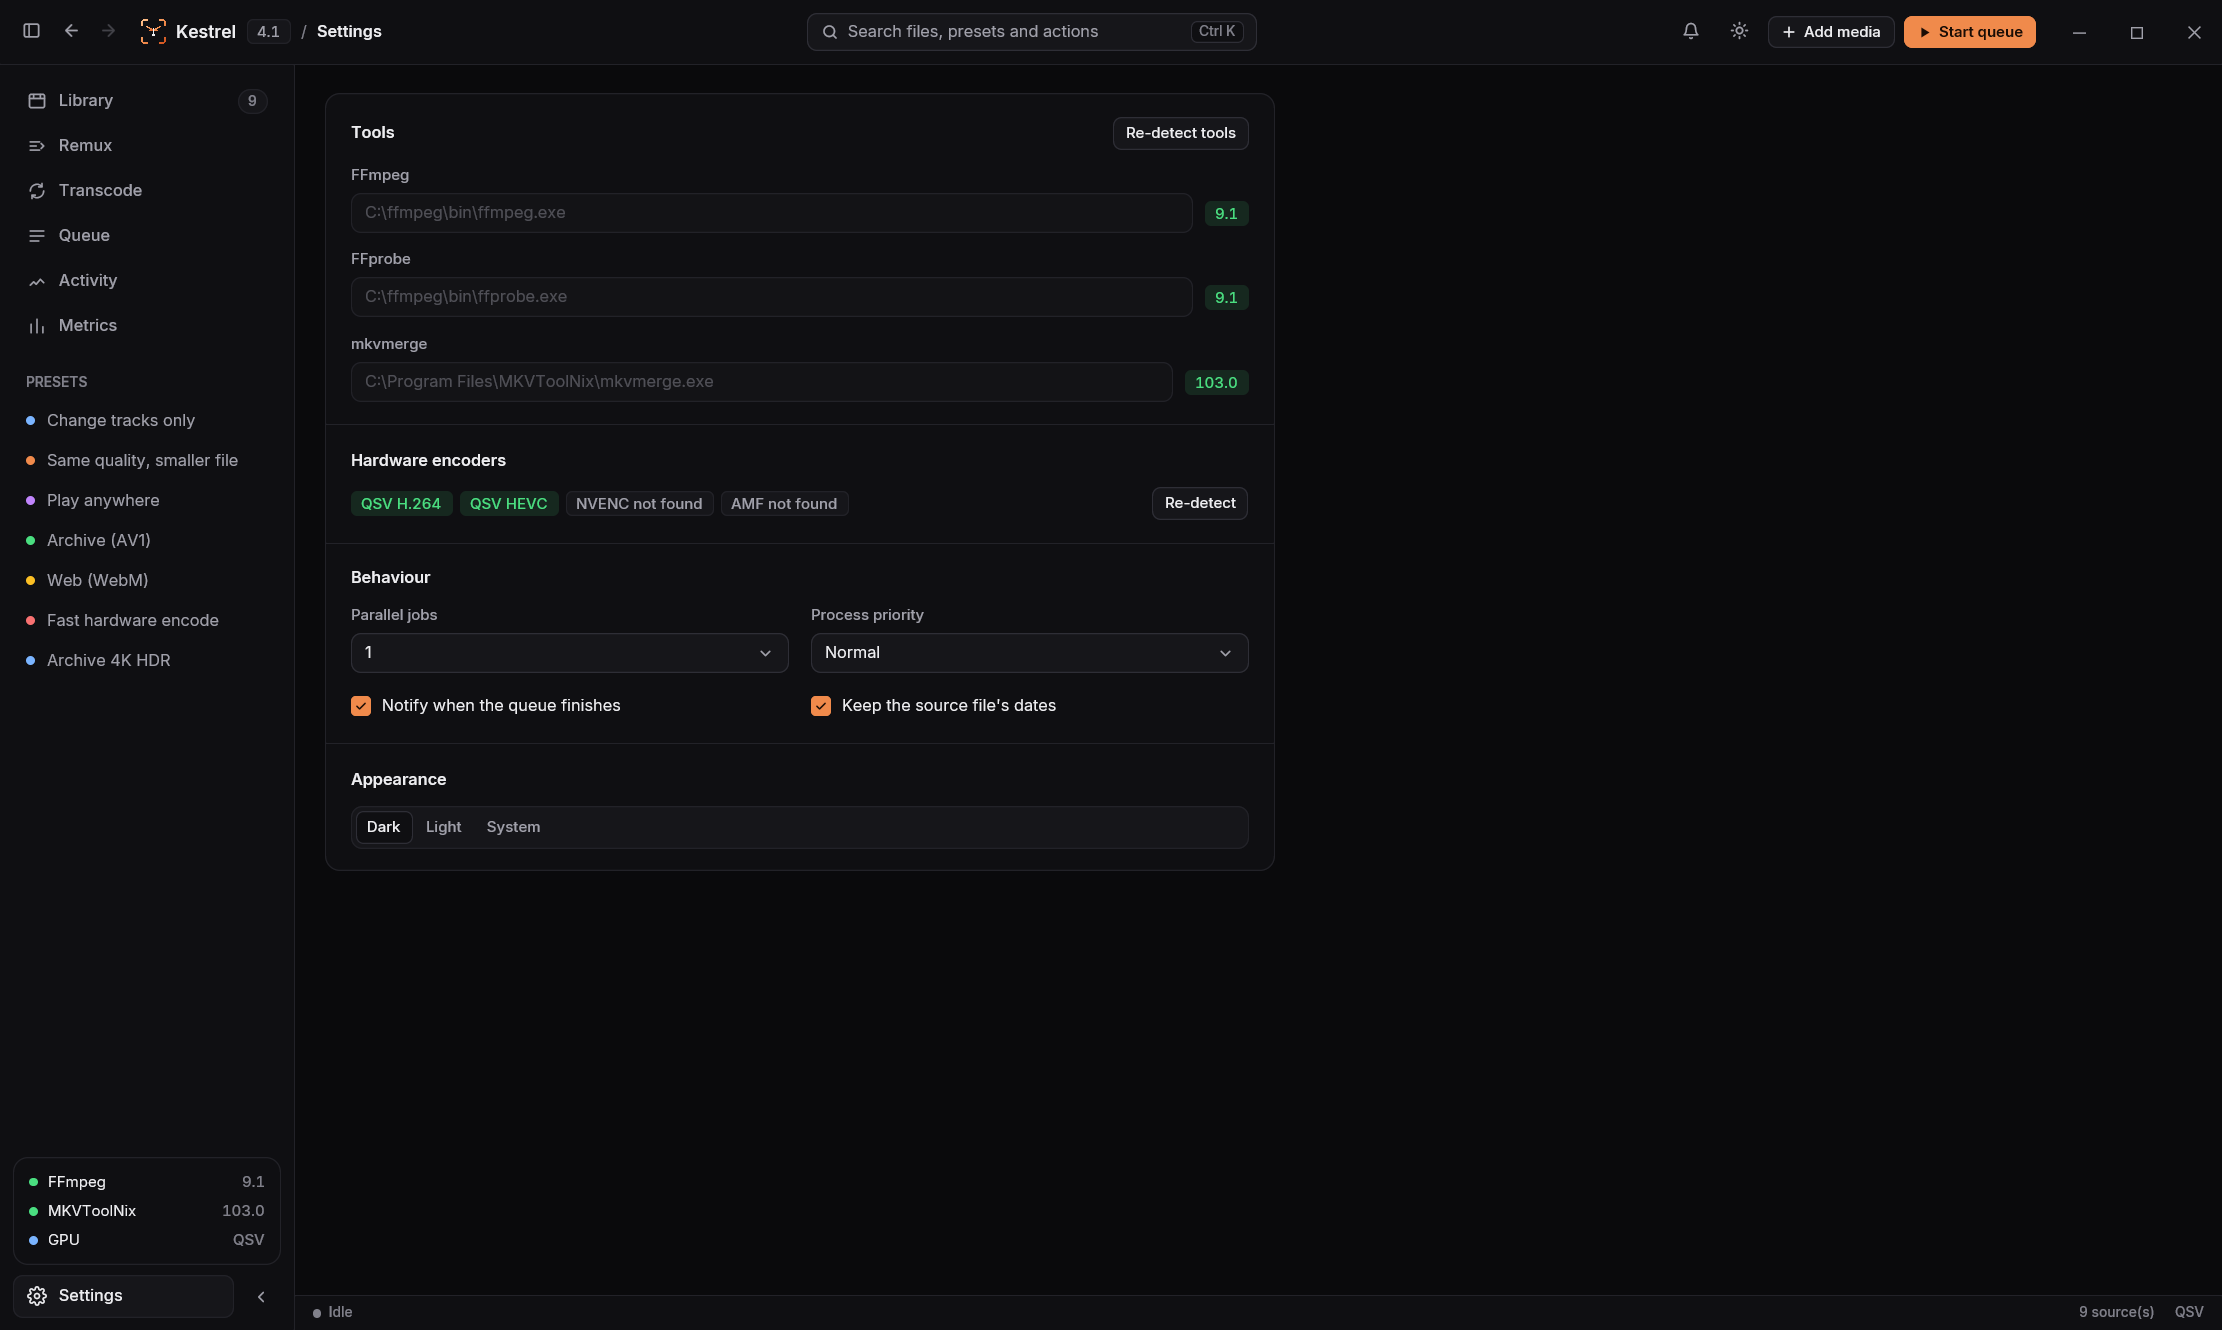 Kestrel 4.1 / Settings
Search files, presets and actions Ctrl K
Add media
Start queue
Library 9
Remux
Transcode
Queue
Activity
Metrics
PRESETS
Change tracks only
Same quality, smaller file
Play anywhere
Archive (AV1)
Web (WebM)
Fast hardware encode
Archive 4K HDR
FFmpeg 9.1
MKVToolNix 103.0
GPU QSV
Settings
Tools
Re-detect tools
FFmpeg
C:\ffmpeg\bin\ffmpeg.exe 9.1
FFprobe
C:\ffmpeg\bin\ffprobe.exe 9.1
mkvmerge
C:\Program Files\MKVToolNix\mkvmerge.exe 103.0
Hardware encoders
QSV H.264 QSV HEVC NVENC not found AMF not found Re-detect
Behaviour
Parallel jobs Process priority
1 Normal
Notify when the queue finishes Keep the source file's dates
Appearance
Dark Light System
Idle 9 source(s) QSV